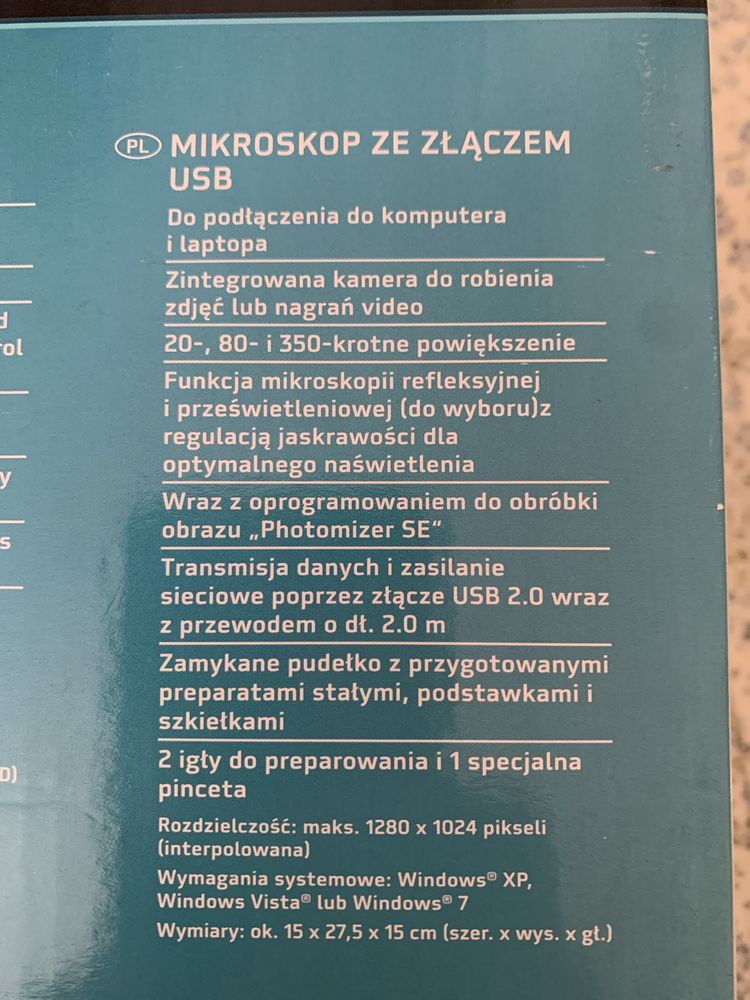 PL MIKROSKOP ZE ZŁĄCZEM
USB
Do podłączenia do komputera
i laptopa
Zintegrowana kamera do robienia
zdjęć lub nagrań video
20-, 80- i 350-krotne powiększenie
Funkcja mikroskopii refleksyjnej
i prześwietleniowej (do wyboru)z
regulacją jaskrawości dla
optymalnego naświetlenia
Wraz z oprogramowaniem do obróbki
obrazu „Photomizer SE“
Transmisja danych i zasilanie
sieciowe poprzez złącze USB 2.0 wraz
z przewodem o dł. 2.0 m
Zamykane pudełko z przygotowanymi
preparatami stałymi, podstawkami i
szkiełkami
2 igły do preparowania i 1 specjalna
pinceta
Rozdzielczość: maks. 1280 x 1024 pikseli
(interpolowana)
Wymagania systemowe: Windows® XP,
Windows Vista® lub Windows® 7
Wymiary: ok. 15 x 27,5 x 15 cm (szer. x wys. x gł.)